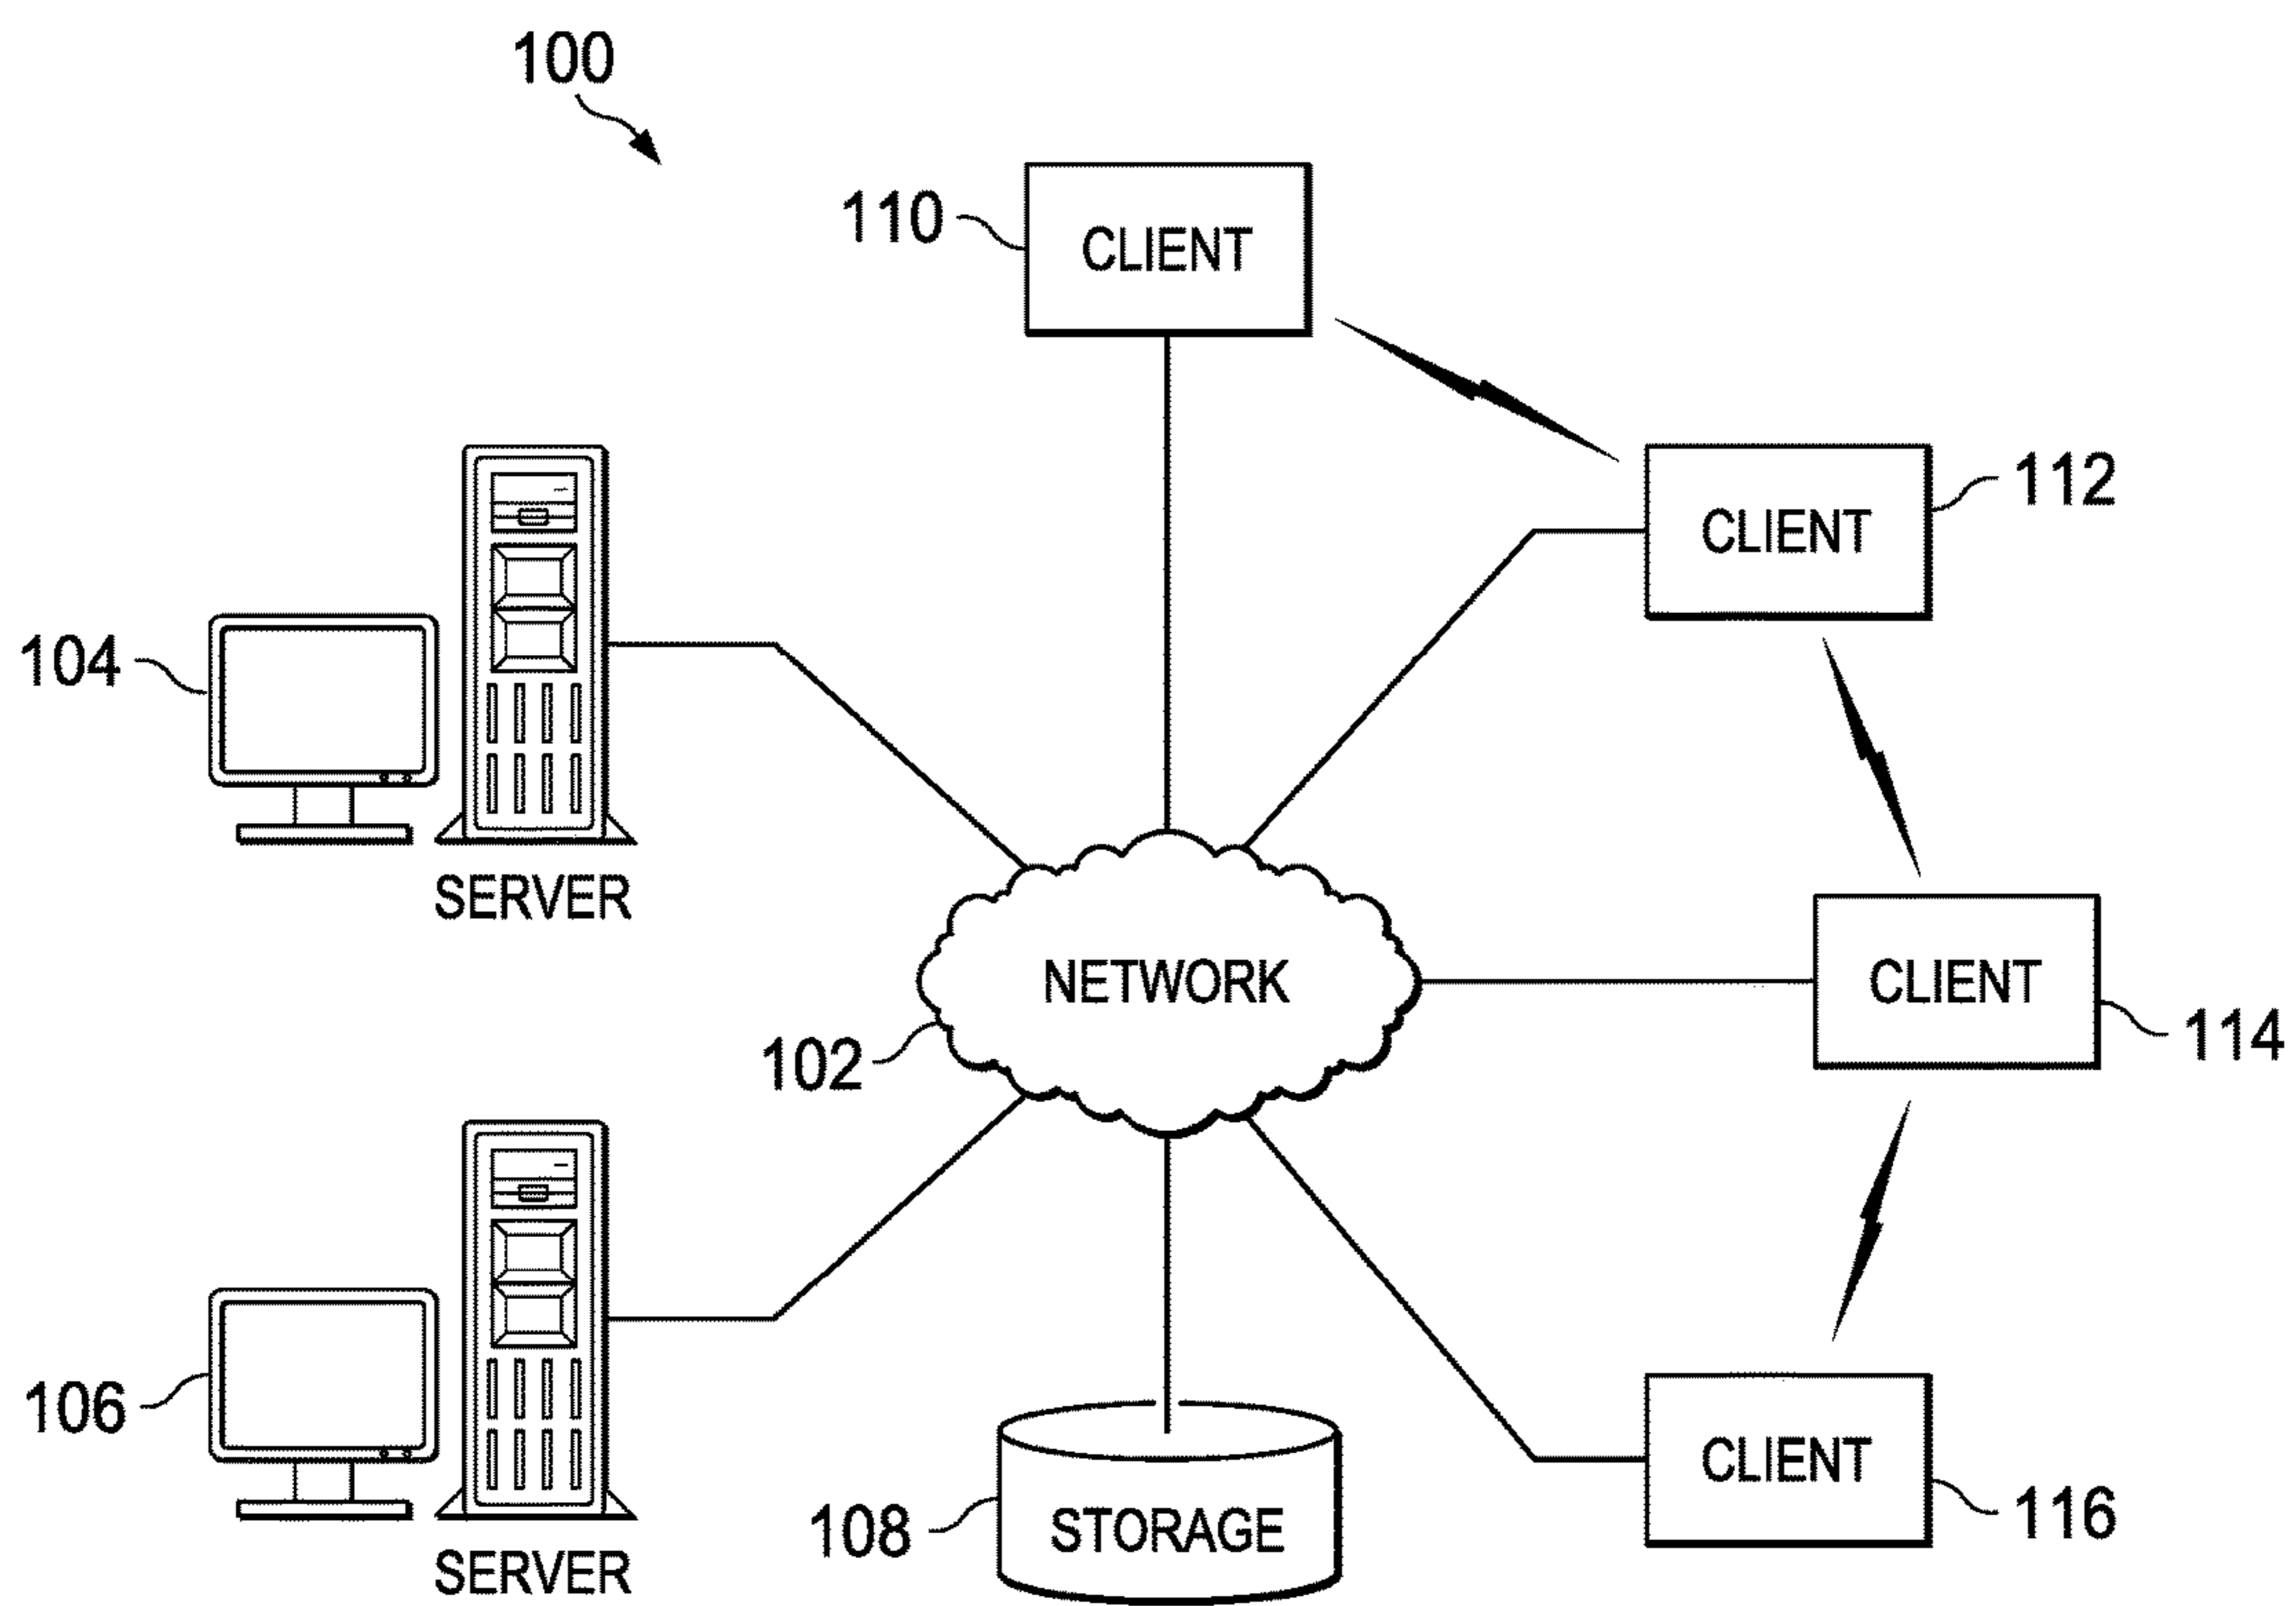 100
110
CLIENT
112
CLIENT
104
SERVER
NETWORK
CLIENT
102
114
106
CLIENT
116
108
STORAGE
SERVER